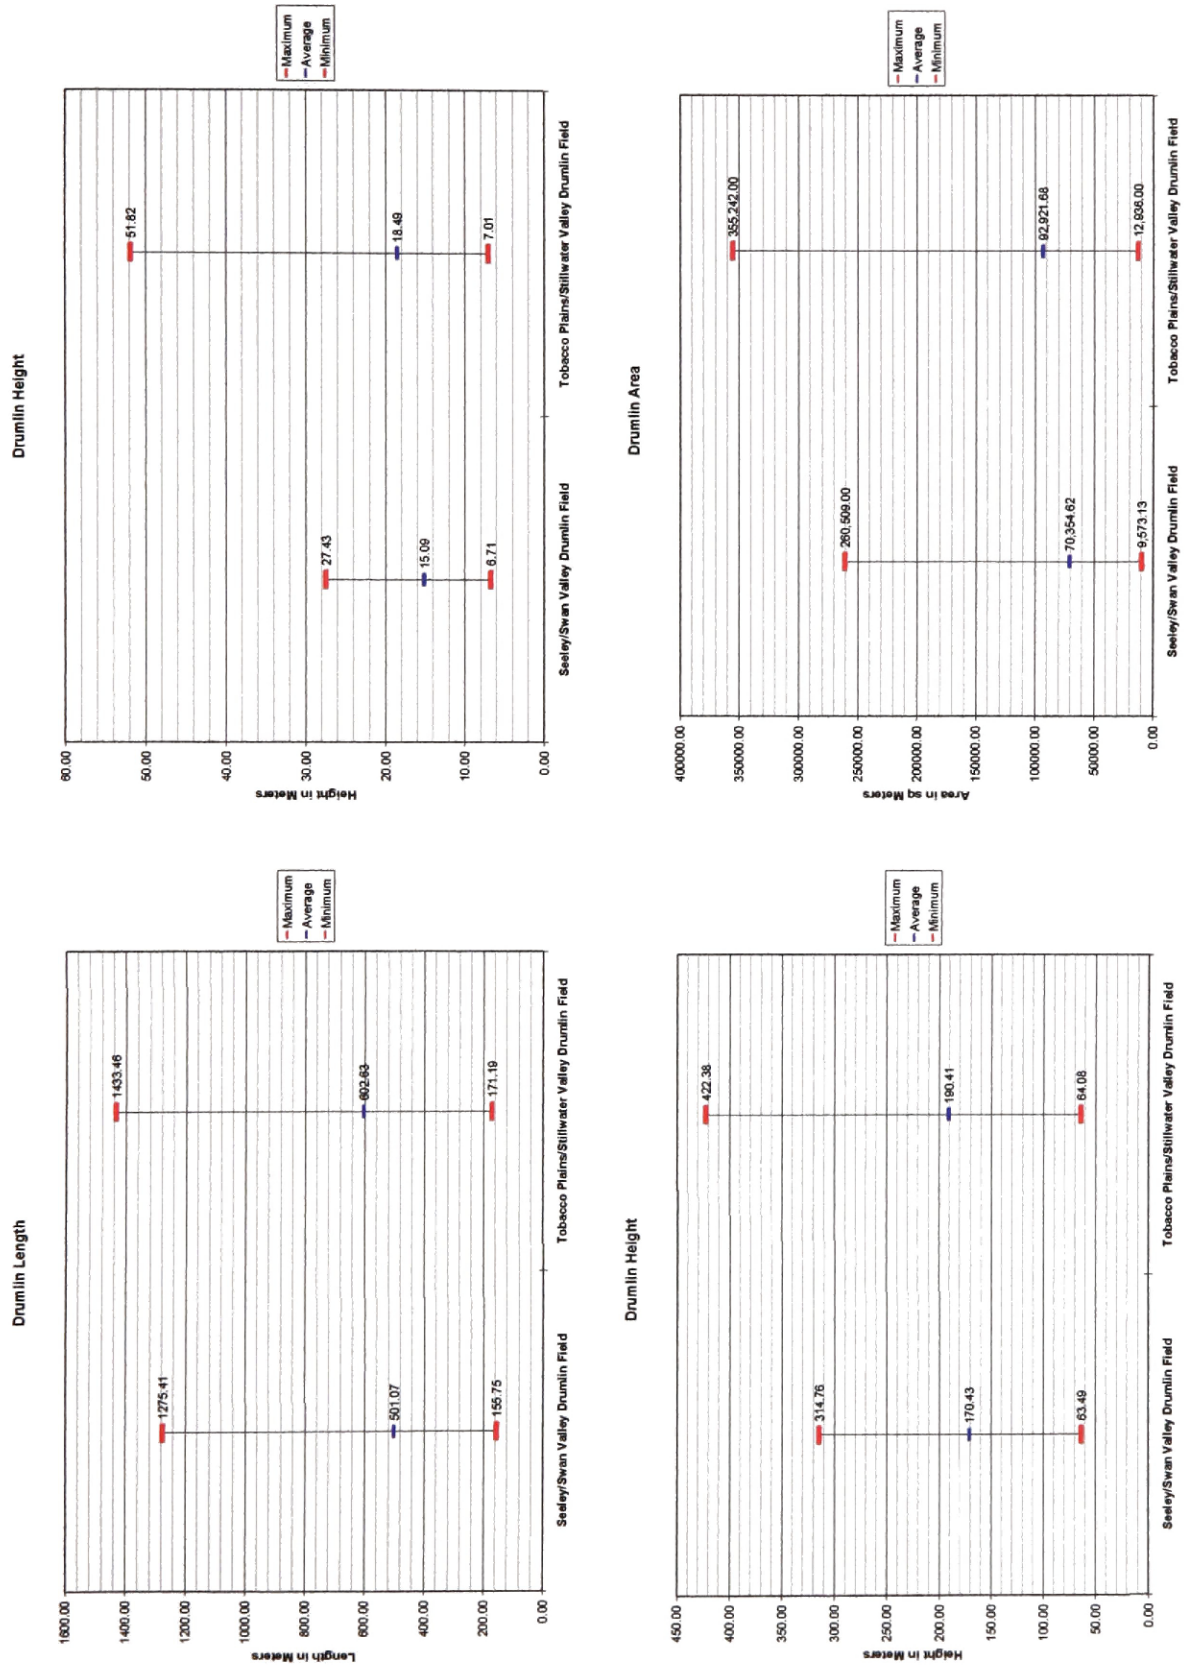 Drumlin Length
1600.00
1400.00
1200.00
1000.00
800.00
600.00
400.00
200.00
0.00
Length in Meters
1275.41
501.07
155.75
1433.46
602.63
171.19
Seeley/Swan Valley Drumlin Field
Tobacco Plains/Stillwater Valley Drumlin Field
Maximum
Average
Minimum
Drumlin Height
60.00
50.00
40.00
30.00
20.00
10.00
0.00
Height in Meters
27.43
15.09
6.71
51.82
18.49
7.01
Seeley/Swan Valley Drumlin Field
Tobacco Plains/Stillwater Valley Drumlin Field
Maximum
Average
Minimum
Drumlin Height
450.00
400.00
350.00
300.00
250.00
200.00
150.00
100.00
50.00
0.00
Height in Meters
314.76
170.43
63.49
422.38
190.41
64.08
Seeley/Swan Valley Drumlin Field
Tobacco Plains/Stillwater Valley Drumlin Field
Maximum
Average
Minimum
Drumlin Area
400000.00
350000.00
300000.00
250000.00
200000.00
150000.00
100000.00
50000.00
0.00
Area in sq Meters
260,509.00
70,354.62
9,573.13
355,242.00
92,921.68
12,936.00
Seeley/Swan Valley Drumlin Field
Tobacco Plains/Stillwater Valley Drumlin Field
Maximum
Average
Minimum